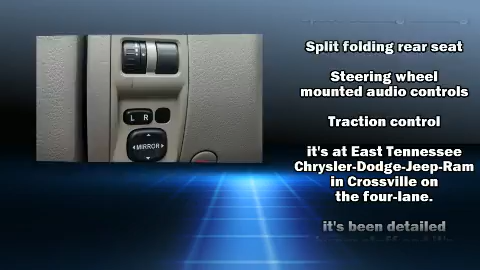 Split folding rear seat
Steering wheel
mounted audio controls
Traction control
it's at East Tennessee
Chrysler-Dodge-Jeep-Ram
in Crossville on
the four-lane.
it's been detailed
L R
MIRROR